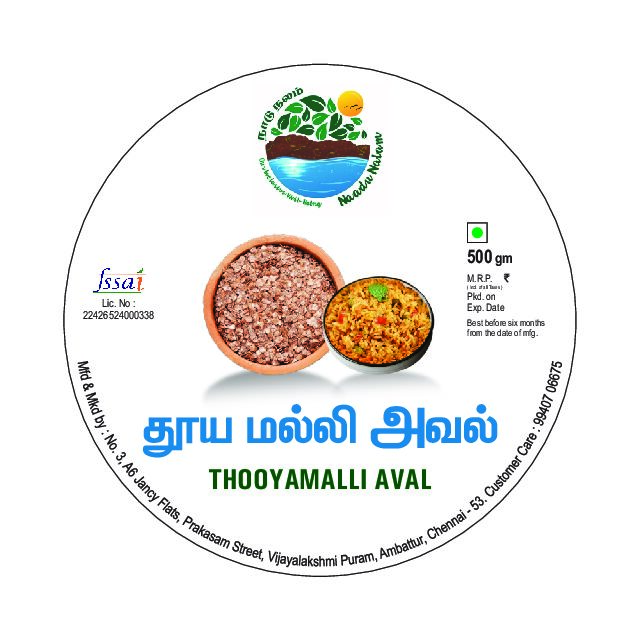 நாடு நலம்
Naadu Nalam
fssai
Lic. No :
22426524000338
500 gm
M.R.P. ₹
( Incl. of all Taxes )
Pkd. on
Exp. Date
Best before six months
from the date of mfg.
தூய மல்லி அவல்
THOOYAMALLI AVAL
Mfd & Mkd by : No. 3, A6 Jancy Flats, Prakasam Street, Vijayalakshmi Puram, Ambattur, Chennai - 53. Customer Care : 99407 06675